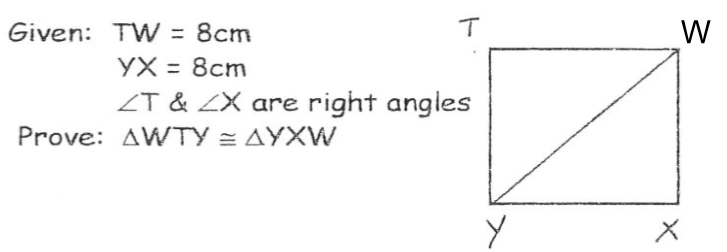 Given: TW = 8cm
YX = 8cm
∠T & ∠X are right angles
Prove: ΔWTY ≅ ΔYXW
T W
Y X